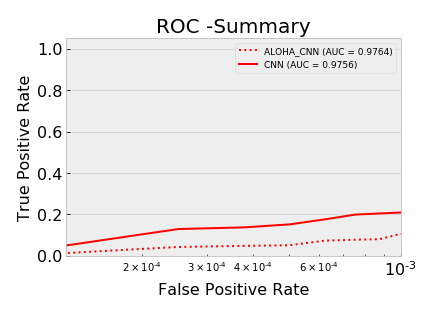 ROC -Summary
ALOHA_CNN (AUC = 0.9764)
CNN (AUC = 0.9756)
True Positive Rate
1.0
0.8
0.6
0.4
0.2
0.0
2 × 10⁻⁴ 3 × 10⁻⁴ 4 × 10⁻⁴ 6 × 10⁻⁴ 10⁻³
False Positive Rate